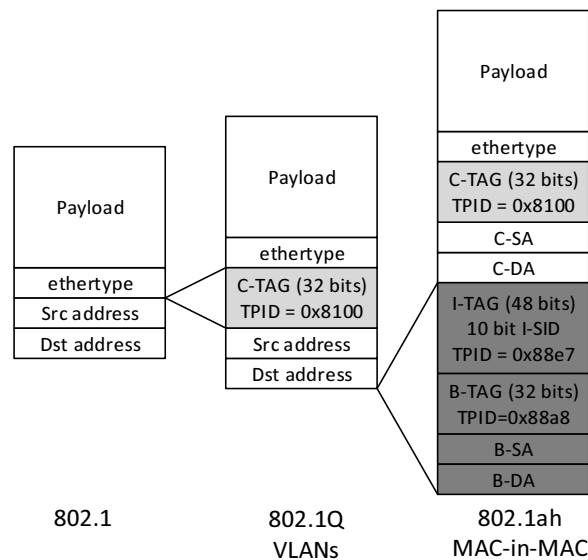 Payload
ethertype
Src address
Dst address
802.1
Payload
ethertype
C-TAG (32 bits)
TPID = 0x8100
Src address
Dst address
802.1Q
VLANs
Payload
ethertype
C-TAG (32 bits)
TPID = 0x8100
C-SA
C-DA
I-TAG (48 bits)
10 bit I-SID
TPID = 0x88e7
B-TAG (32 bits)
TPID=0x88a8
B-SA
B-DA
802.1ah
MAC-in-MAC